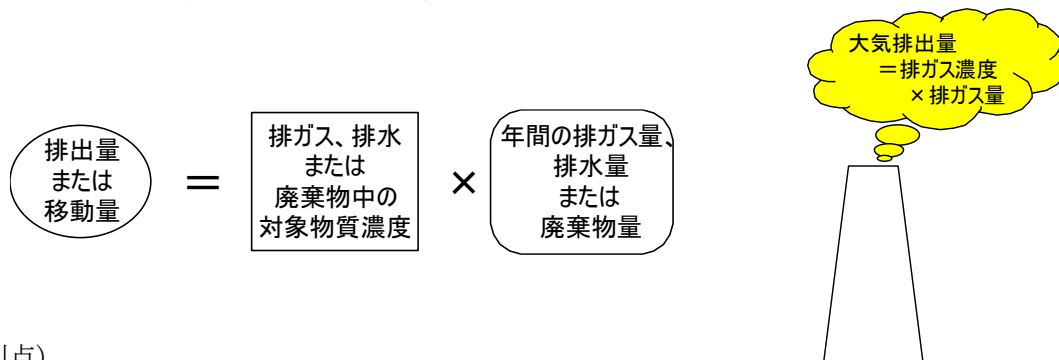 大気排出量
＝排ガス濃度
×排ガス量
排出量
または
移動量
＝
排ガス、排水
または
廃棄物中の
対象物質濃度
×
年間の排ガス量、
排水量
または
廃棄物量
点)